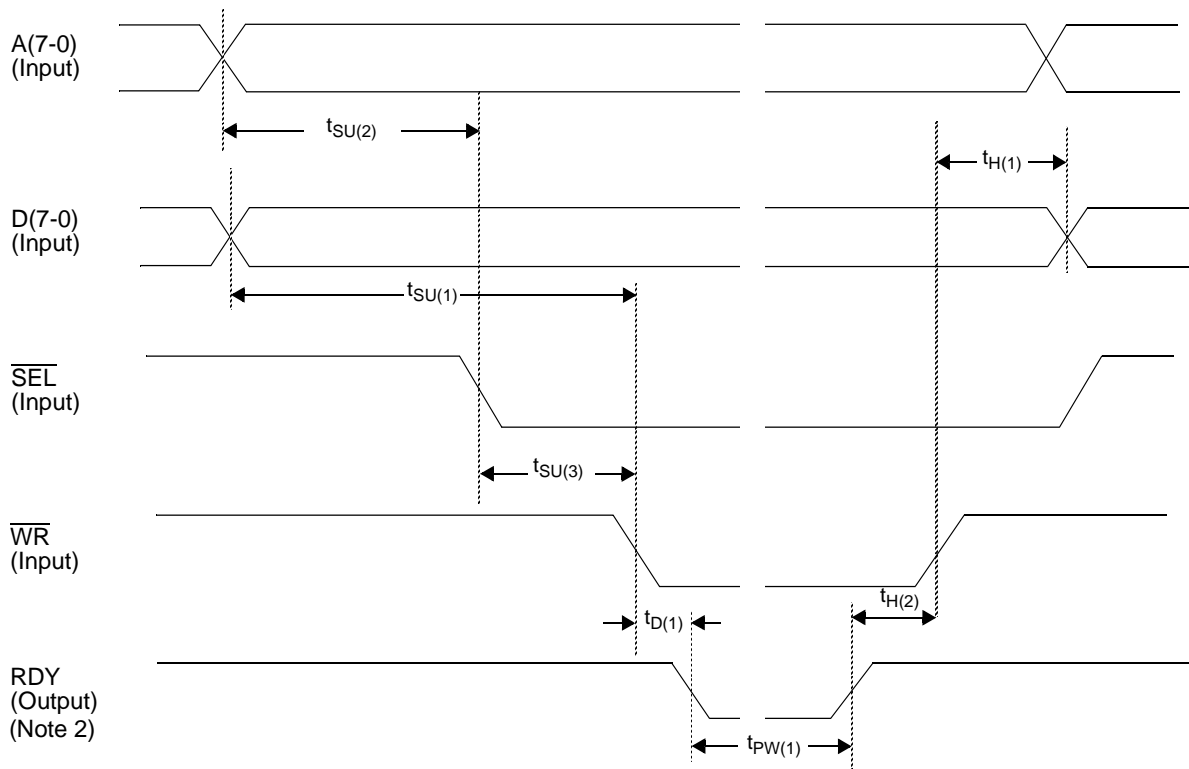 A(7-0)
(Input)
tSU(2)
tH(1)
D(7-0)
(Input)
tSU(1)
SEL
(Input)
tSU(3)
WR
(Input)
tH(2)
tD(1)
RDY
(Output)
(Note 2)
tPW(1)